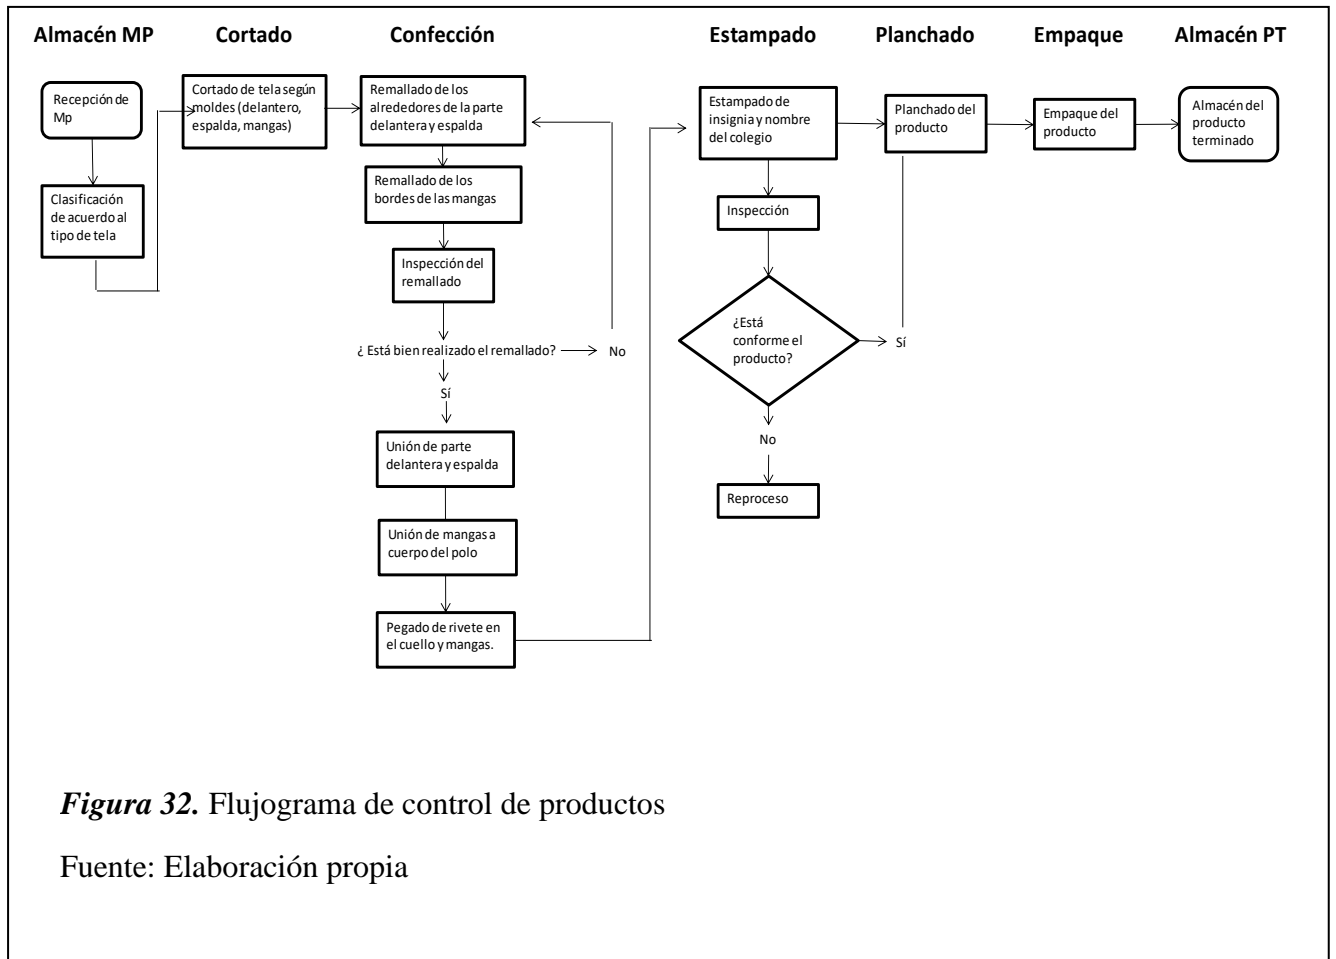 Almacén MP
Cortado
Confección
Estampado
Planchado
Empaque
Almacén PT
Recepción de
Mp
Clasificación
de acuerdo al
tipo de tela
Cortado de tela según
moldes (delantero,
espalda, mangas)
Remallado de los
alrededores de la parte
delantera y espalda
Remallado de los
bordes de las mangas
Inspección del
remallado
¿ Está bien realizado el remallado?
No
Sí
Unión de parte
delantera y espalda
Unión de mangas a
cuerpo del polo
Pegado de rivete en
el cuello y mangas.
Estampado de
insignia y nombre
del colegio
Inspección
¿Está
conforme el
producto?
Sí
No
Reproceso
Planchado del
producto
Empaque del
producto
Almacén del
producto
terminado
Figura 32. Flujograma de control de productos
Fuente: Elaboración propia